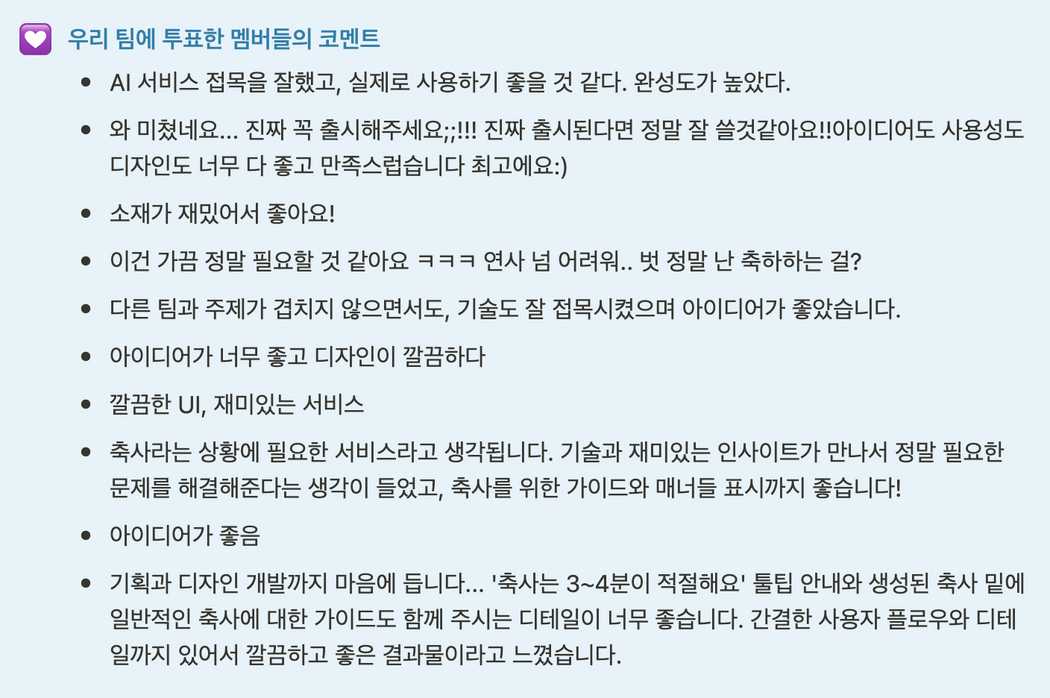 우리 팀에 투표한 멤버들의 코멘트
AI 서비스 접목을 잘했고, 실제로 사용하기 좋을 것 같다. 완성도가 높았다.
와 미쳤네요... 진짜 꼭 출시해주세요;;!!! 진짜 출시된다면 정말 잘 쓸것같아요!!아이디어도 사용성도
디자인도 너무 다 좋고 만족스럽습니다 최고에요:)
소재가 재밌어서 좋아요!
이건 가끔 정말 필요할 것 같아요 ㅋㅋㅋ 연사 넘 어려워.. 벗 정말 난 축하하는 걸?
다른 팀과 주제가 겹치지 않으면서도, 기술도 잘 접목시켰으며 아이디어가 좋았습니다.
아이디어가 너무 좋고 디자인이 깔끔하다
깔끔한 UI, 재미있는 서비스
축사라는 상황에 필요한 서비스라고 생각됩니다. 기술과 재미있는 인사이트가 만나서 정말 필요한
문제를 해결해준다는 생각이 들었고, 축사를 위한 가이드와 매너들 표시까지 좋습니다!
아이디어가 좋음
기획과 디자인 개발까지 마음에 듭니다... '축사는 3~4분이 적절해요' 툴팁 안내와 생성된 축사 밑에
일반적인 축사에 대한 가이드도 함께 주시는 디테일이 너무 좋습니다. 간결한 사용자 플로우와 디테
일까지 있어서 깔끔하고 좋은 결과물이라고 느꼈습니다.